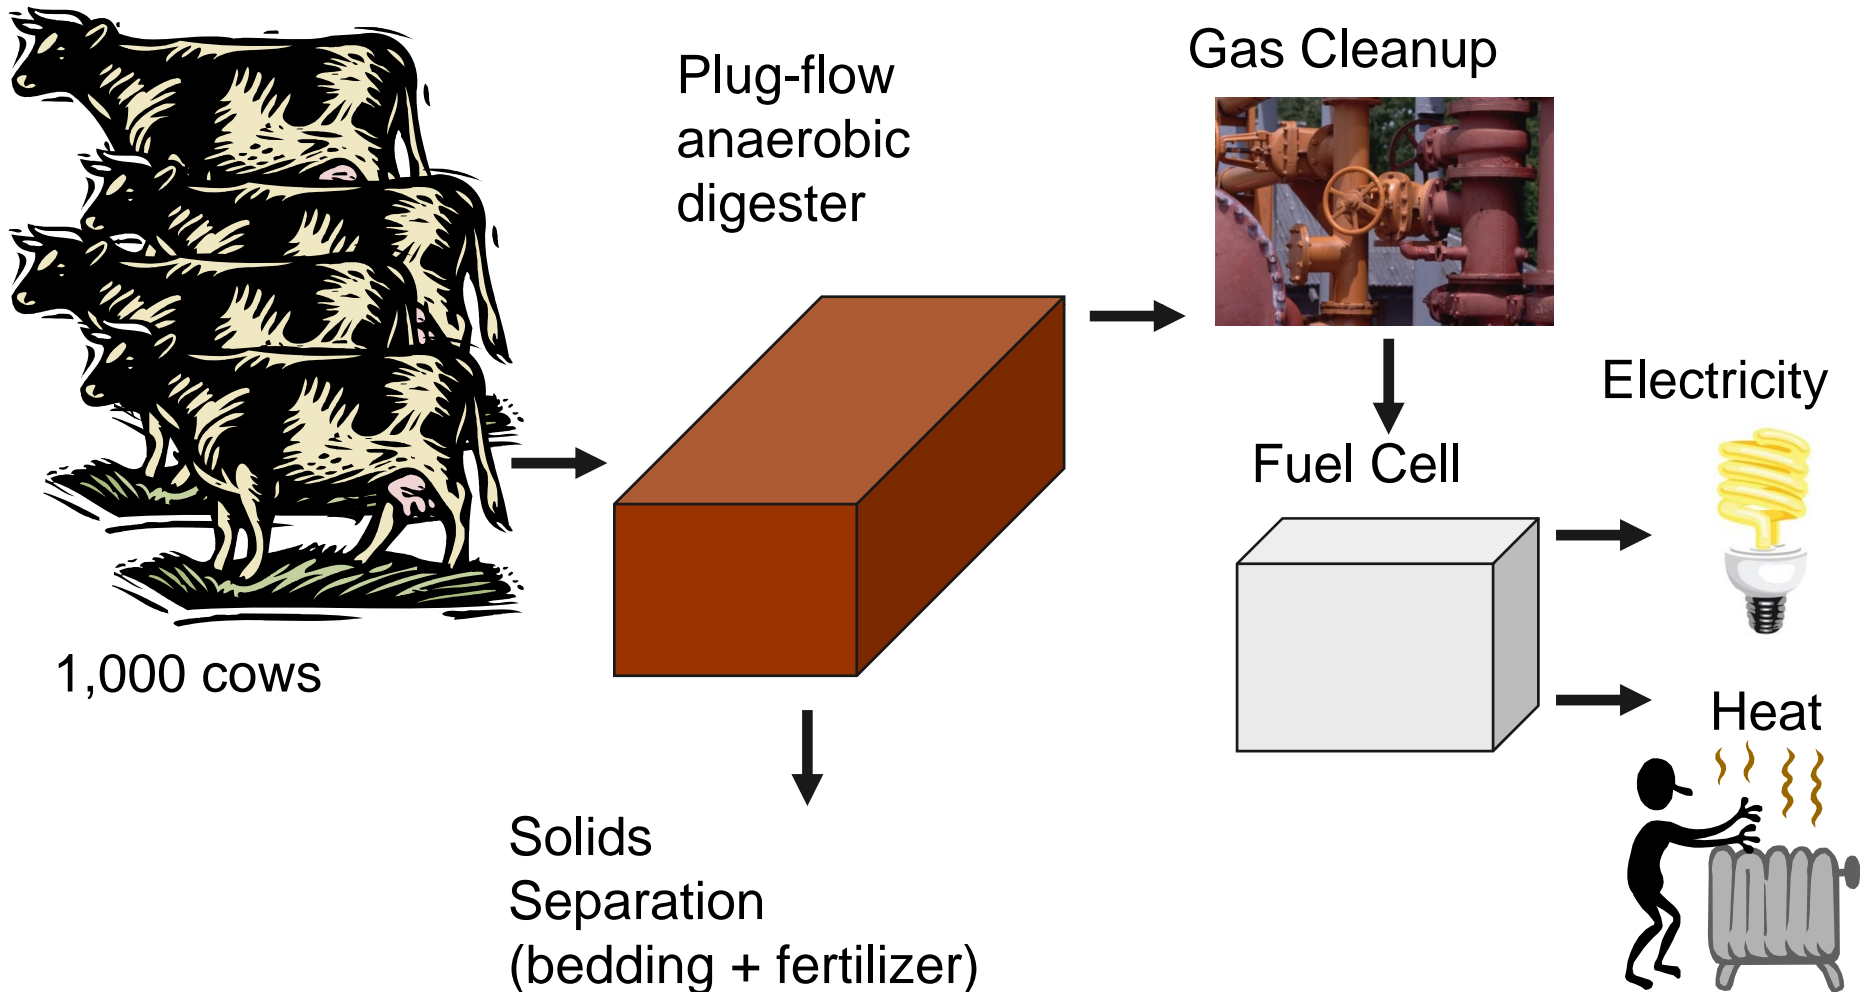 Gas Cleanup
Plug-flow
anaerobic
digester
Electricity
Fuel Cell
1,000 cows
Heat
Solids
Separation
(bedding + fertilizer)